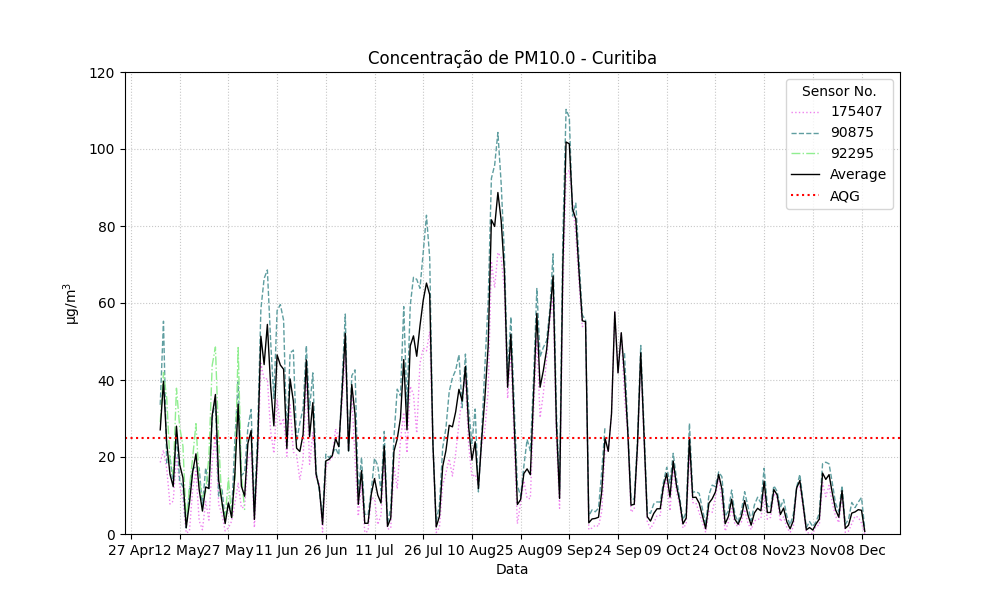 Concentração de PM10.0 - Curitiba
120
100
80
60
40
20
0
µg/m³
Sensor No.
175407
90875
92295
Average
AQG
27 Apr 12 May 27 May 11 Jun 26 Jun 11 Jul 26 Jul 10 Aug 25 Aug 09 Sep 24 Sep 09 Oct 24 Oct 08 Nov 23 Nov 08 Dec
Data